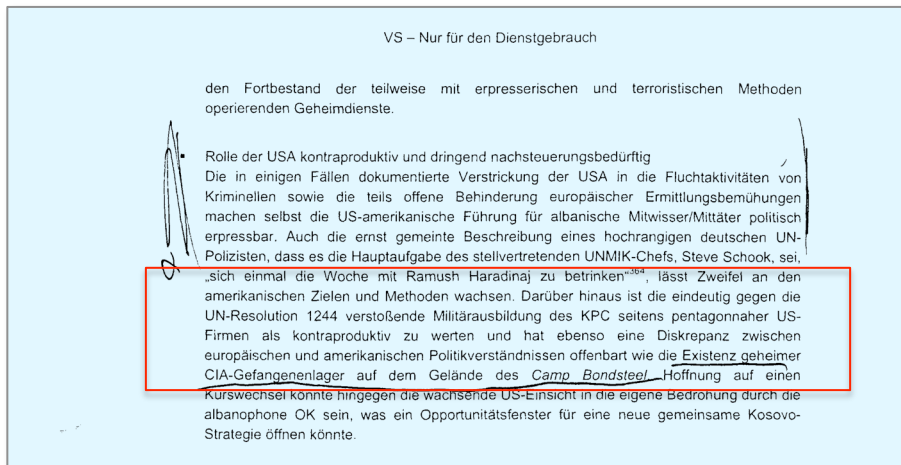 VS – Nur für den Dienstgebrauch
den Fortbestand der teilweise mit erpresserischen und terroristischen Methoden
operierenden Geheimdienste.
Rolle der USA kontraproduktiv und dringend nachsteuerungsbedürftig
Die in einigen Fällen dokumentierte Verstrickung der USA in die Fluchtaktivitäten von
Kriminellen sowie die teils offene Behinderung europäischer Ermittlungsbemühungen
machen selbst die US-amerikanische Führung für albanische Mitwisser/Mittäter politisch
erpressbar. Auch die ernst gemeinte Beschreibung eines hochrangigen deutschen UN-
Polizisten, dass es die Hauptaufgabe des stellvertretenden UNMIK-Chefs, Steve Schook, sei,
„sich einmal die Woche mit Ramush Haradinaj zu betrinken“³⁶⁴, lässt Zweifel an den
amerikanischen Zielen und Methoden wachsen. Darüber hinaus ist die eindeutig gegen die
UN-Resolution 1244 verstoßende Militärausbildung des KPC seitens pentagonnaher US-
Firmen als kontraproduktiv zu werten und hat ebenso eine Diskrepanz zwischen
europäischen und amerikanischen Politikverständnissen offenbart wie die Existenz geheimer
CIA-Gefangenenlager auf dem Gelände des Camp Bondsteel. Hoffnung auf einen
Kurswechsel könnte hingegen die wachsende US-Einsicht in die eigene Bedrohung durch die
albanophone OK sein, was ein Opportunitätsfenster für eine neue gemeinsame Kosovo-
Strategie öffnen könnte.